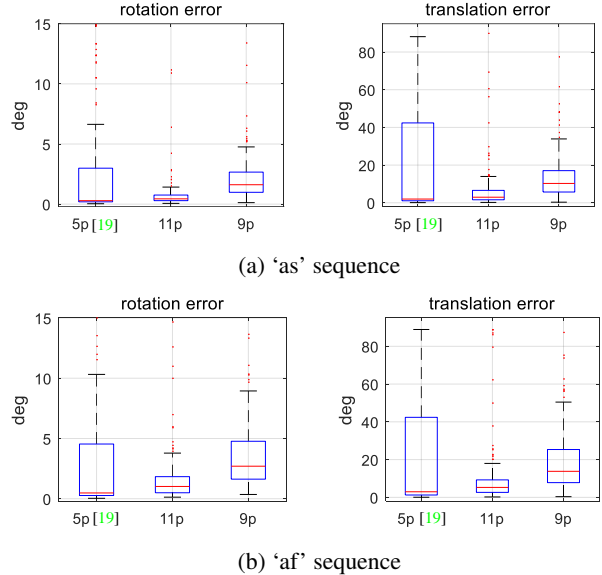 rotation error
translation error
15
10
5
0
deg
5p [19]
11p
9p
80
60
40
20
0
deg
5p [19]
11p
9p
(a) ‘as’ sequence
rotation error
translation error
15
10
5
0
deg
5p [19]
11p
9p
80
60
40
20
0
deg
5p [19]
11p
9p
(b) ‘af’ sequence